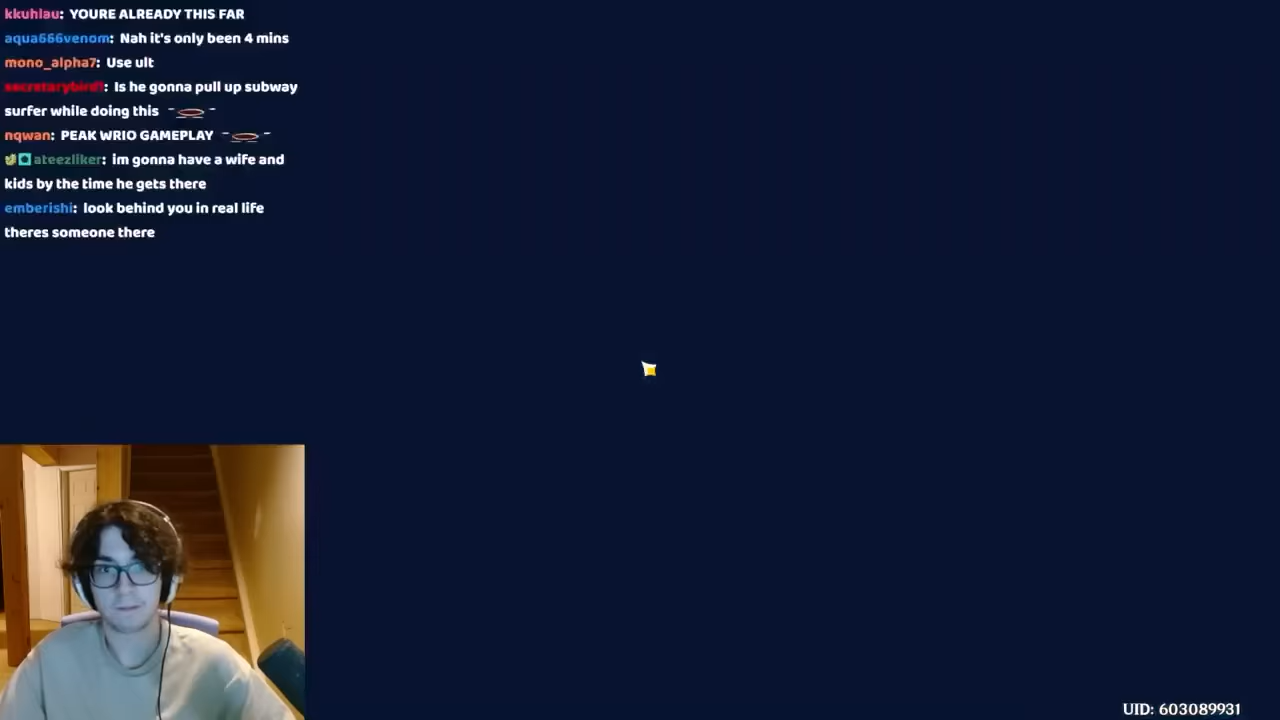 kkuhlau: YOURE ALREADY THIS FAR
aqua666venom: Nah it's only been 4 mins
mono_alpha7: Use ult
secretarybird1: Is he gonna pull up subway
surfer while doing this
nqwan: PEAK WRIO GAMEPLAY
ateezliker: im gonna have a wife and
kids by the time he gets there
emberishi: look behind you in real life
theres someone there
UID: 603089931